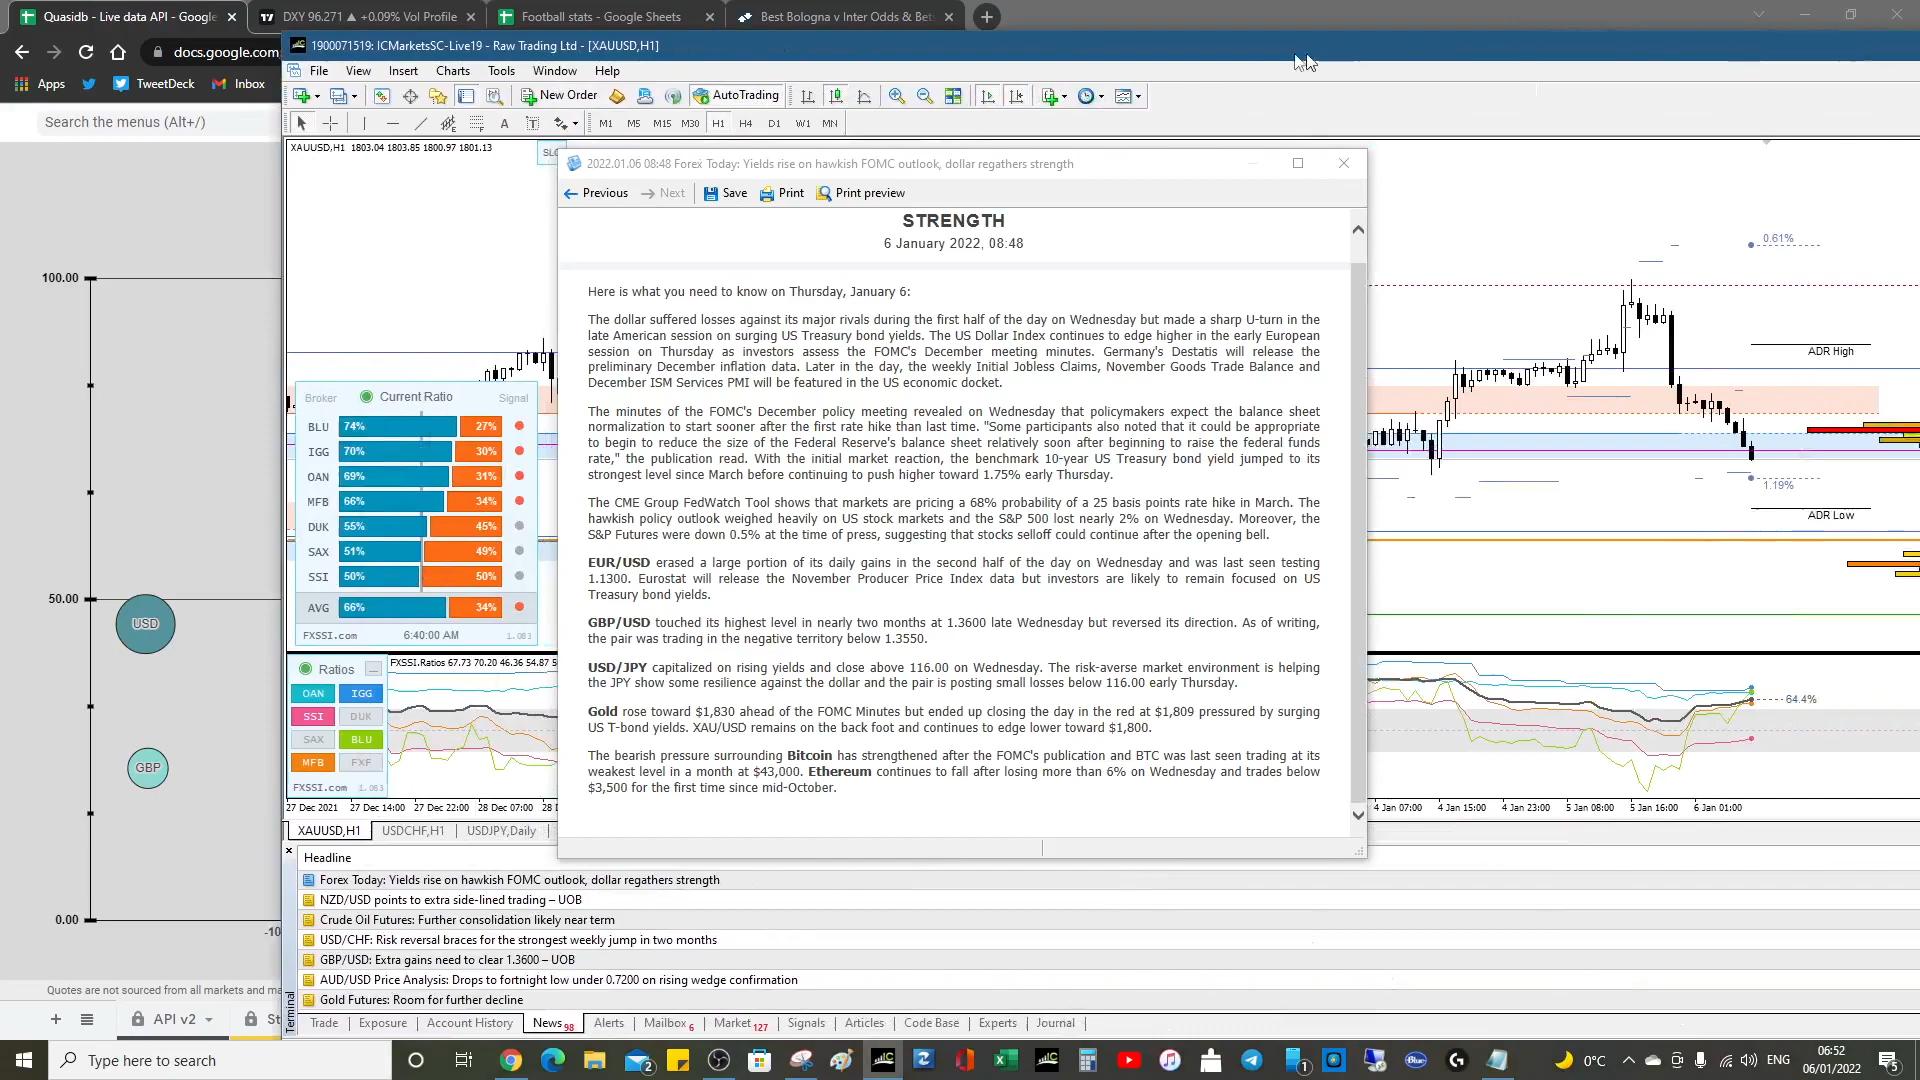 Quasidb - Live data API - Google
DXY 96.271 ▲ +0.09% Vol Profile
Football stats - Google Sheets
Best Bologna v Inter Odds & Bet
docs.google.com
1900071519: ICMarketsSC-Live19 - Raw Trading Ltd - [XAUUSD,H1]
File View Insert Charts Tools Window Help
Apps TweetDeck Inbox
New Order AutoTrading
Search the menus (Alt+/)
M1 M5 M15 M30 H1 H4 D1 W1 MN
XAUUSD,H1 1803.04 1803.85 1800.97 1801.13
2022.01.06 08:48 Forex Today: Yields rise on hawkish FOMC outlook, dollar regathers strength
Previous Next Save Print Print preview
STRENGTH
6 January 2022, 08:48
Here is what you need to know on Thursday, January 6:
The dollar suffered losses against its major rivals during the first half of the day on Wednesday but made a sharp U-turn in the
late American session on surging US Treasury bond yields. The US Dollar Index continues to edge higher in the early European
session on Thursday as investors assess the FOMC's December meeting minutes. Germany's Destatis will release the
preliminary December inflation data. Later in the day, the weekly Initial Jobless Claims, November Goods Trade Balance and
December ISM Services PMI will be featured in the US economic docket.
The minutes of the FOMC's December policy meeting revealed on Wednesday that policymakers expect the balance sheet
normalization to start sooner after the first rate hike than last time. "Some participants also noted that it could be appropriate
to begin to reduce the size of the Federal Reserve's balance sheet relatively soon after beginning to raise the federal funds
rate," the publication read. With the initial market reaction, the benchmark 10-year US Treasury bond yield jumped to its
strongest level since March before continuing to push higher toward 1.75% early Thursday.
The CME Group FedWatch Tool shows that markets are pricing a 68% probability of a 25 basis points rate hike in March. The
hawkish policy outlook weighed heavily on US stock markets and the S&P 500 lost nearly 2% on Wednesday. Moreover, the
S&P Futures were down 0.5% at the time of press, suggesting that stocks selloff could continue after the opening bell.
EUR/USD erased a large portion of its daily gains in the second half of the day on Wednesday and was last seen testing
1.1300. Eurostat will release the November Producer Price Index data but investors are likely to remain focused on US
Treasury bond yields.
GBP/USD touched its highest level in nearly two months at 1.3600 late Wednesday but reversed its direction. As of writing,
the pair was trading in the negative territory below 1.3550.
USD/JPY capitalized on rising yields and close above 116.00 on Wednesday. The risk-averse market environment is helping
the JPY show some resilience against the dollar and the pair is posting small losses below 116.00 early Thursday.
Gold rose toward $1,830 ahead of the FOMC Minutes but ended up closing the day in the red at $1,809 pressured by surging
US T-bond yields. XAU/USD remains on the back foot and continues to edge lower toward $1,800.
The bearish pressure surrounding Bitcoin has strengthened after the FOMC's publication and BTC was last seen trading at its
weakest level in a month at $43,000. Ethereum continues to fall after losing more than 6% on Wednesday and trades below
$3,500 for the first time since mid-October.
0.61%
ADR High
1.19%
ADR Low
64.4%
100.00
50.00
0.00
-10
USD
GBP
Broker Current Ratio Signal
BLU 74% 27%
IGG 70% 30%
OAN 69% 31%
MFB 66% 34%
DUK 55% 45%
SAX 51% 49%
SSI 50% 50%
AVG 66% 34%
FXSSI.com 6:40:00 AM 1.083
Ratios
FXSSI.Ratios 67.73 70.20 46.36 54.87 5
OAN IGG
SSI DUK
SAX BLU
MFB FXF
FXSSI.com 1.083
27 Dec 2021 27 Dec 22:00 28 Dec 07:00 28 D
4 Jan 07:00 4 Jan 15:00 4 Jan 23:00 5 Jan 08:00 5 Jan 16:00 6 Jan 01:00
XAUUSD,H1 USDCHF,H1 USDJPY,Daily
Headline
Forex Today: Yields rise on hawkish FOMC outlook, dollar regathers strength
NZD/USD points to extra side-lined trading – UOB
Crude Oil Futures: Further consolidation likely near term
USD/CHF: Risk reversal braces for the strongest weekly jump in two months
GBP/USD: Extra gains need to clear 1.3600 – UOB
AUD/USD Price Analysis: Drops to fortnight low under 0.7200 on rising wedge confirmation
Gold Futures: Room for further decline
Terminal
Trade Exposure Account History News 98 Alerts Mailbox 6 Market 127 Signals Articles Code Base Experts Journal
Quotes are not sourced from all markets and ma
API v2 St
Type here to search
0°C ENG
06:52
06/01/2022